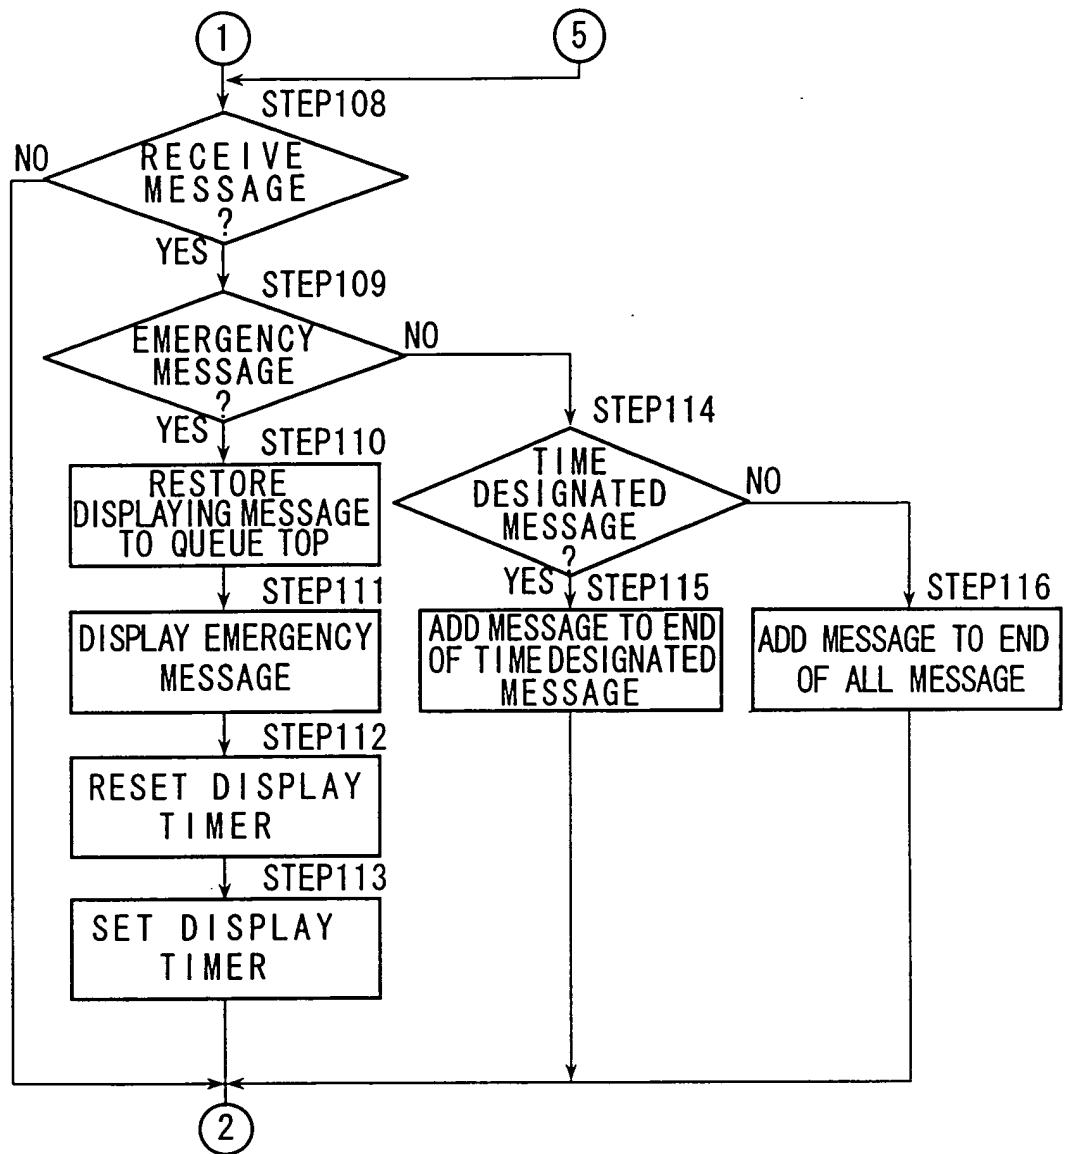 1
5
STEP108
NO
RECEIVE
MESSAGE
?
YES
STEP109
EMERGENCY
MESSAGE
?
NO
YES
STEP110
RESTORE
DISPLAYING MESSAGE
TO QUEUE TOP
STEP114
TIME
DESIGNATED
MESSAGE
?
NO
YES
STEP111
DISPLAY EMERGENCY
MESSAGE
STEP115
ADD MESSAGE TO END
OF TIME DESIGNATED
MESSAGE
STEP116
ADD MESSAGE TO END
OF ALL MESSAGE
STEP112
RESET DISPLAY
TIMER
STEP113
SET DISPLAY
TIMER
2